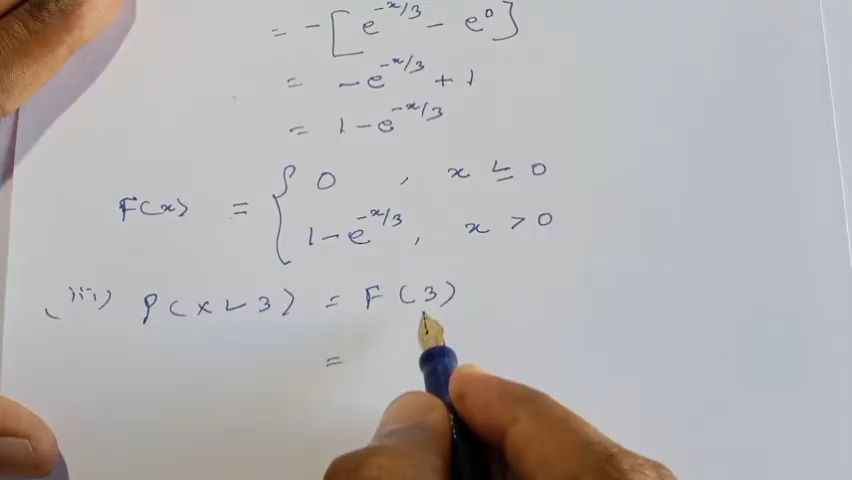 = - [e^{-x/3} - e^0]
= -e^{-x/3} + 1
= 1 - e^{-x/3}
F(x) = { 0 , x ≤ 0
1 - e^{-x/3} , x > 0
(iii) P(X < 3) = F(3)
=